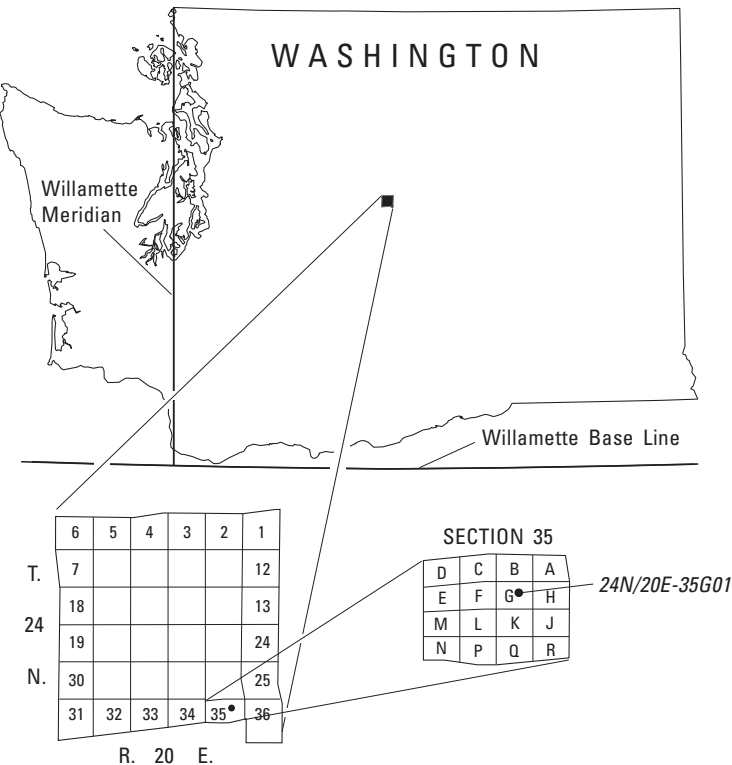 WASHINGTON
Willamette
Meridian
Willamette Base Line
6 5 4 3 2 1
T. 7 12
18 13
24
19 24
N. 30 25
31 32 33 34 35 36
R. 20 E.
SECTION 35
D C B A
E F G H
24N/20E-35G01
M L K J
N P Q R